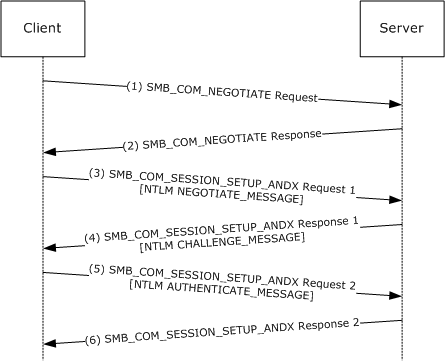 Client
Server
(1) SMB_COM_NEGOTIATE Request
(2) SMB_COM_NEGOTIATE Response
(3) SMB_COM_SESSION_SETUP_ANDX Request 1
[NTLM NEGOTIATE_MESSAGE]
(4) SMB_COM_SESSION_SETUP_ANDX Response 1
[NTLM CHALLENGE_MESSAGE]
(5) SMB_COM_SESSION_SETUP_ANDX Request 2
[NTLM AUTHENTICATE_MESSAGE]
(6) SMB_COM_SESSION_SETUP_ANDX Response 2